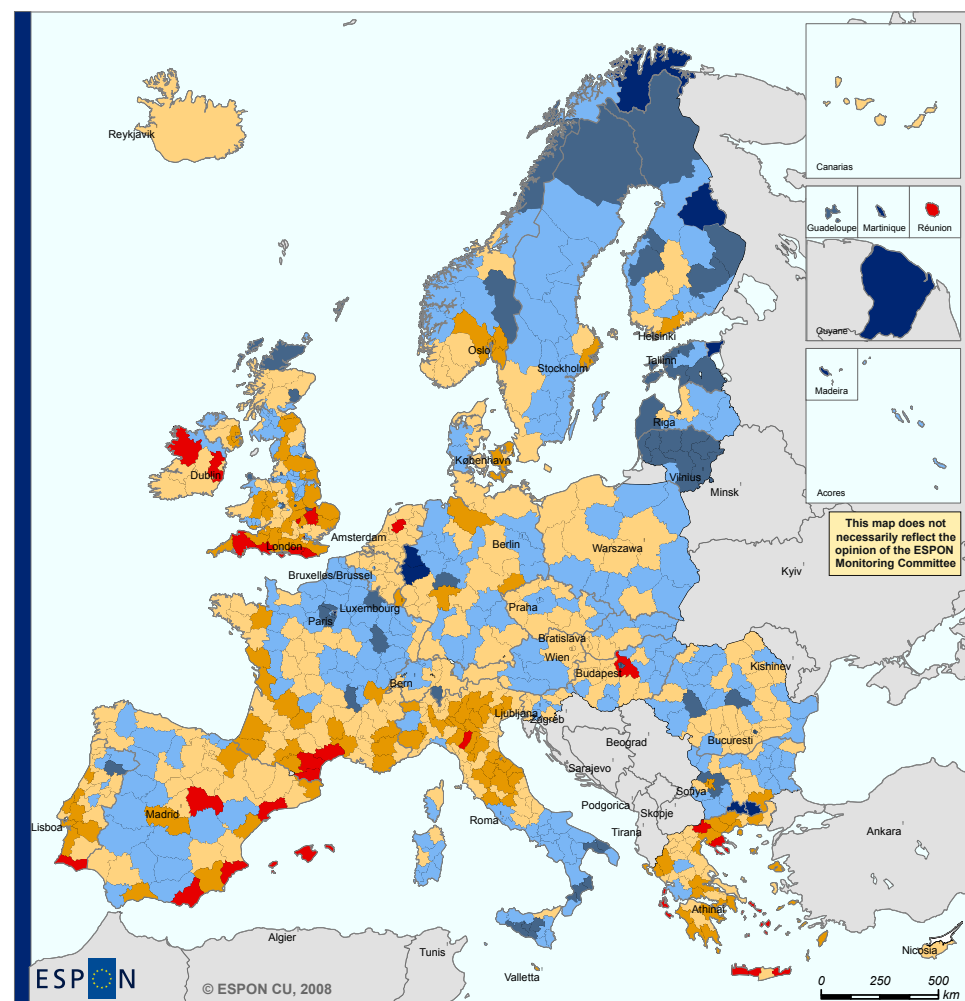 Reykjavik
Canarias
Guadeloupe
Martinique
Réunion
Guyane
Madeira
Acores
Oslo
Helsinki
Tallinn
Stockholm
Riga
Vilnius
Minsk
København
Dublin
London
Amsterdam
Berlin
Warszawa
This map does not
necessarily reflect the
opinion of the ESPON
Monitoring Committee
Kyiv
Bruxelles/Brussel
Luxembourg
Paris
Praha
Bratislava
Wien
Budapest
Kishinev
Bern
Ljubljana
Zagreb
Beograd
Bucuresti
Sarajevo
Sofiya
Podgorica
Skopje
Tirana
Ankara
Madrid
Lisboa
Roma
Athinai
Nicosia
Algier
Tunis
Valletta
ESPON
© ESPON CU, 2008
0 250 500
km